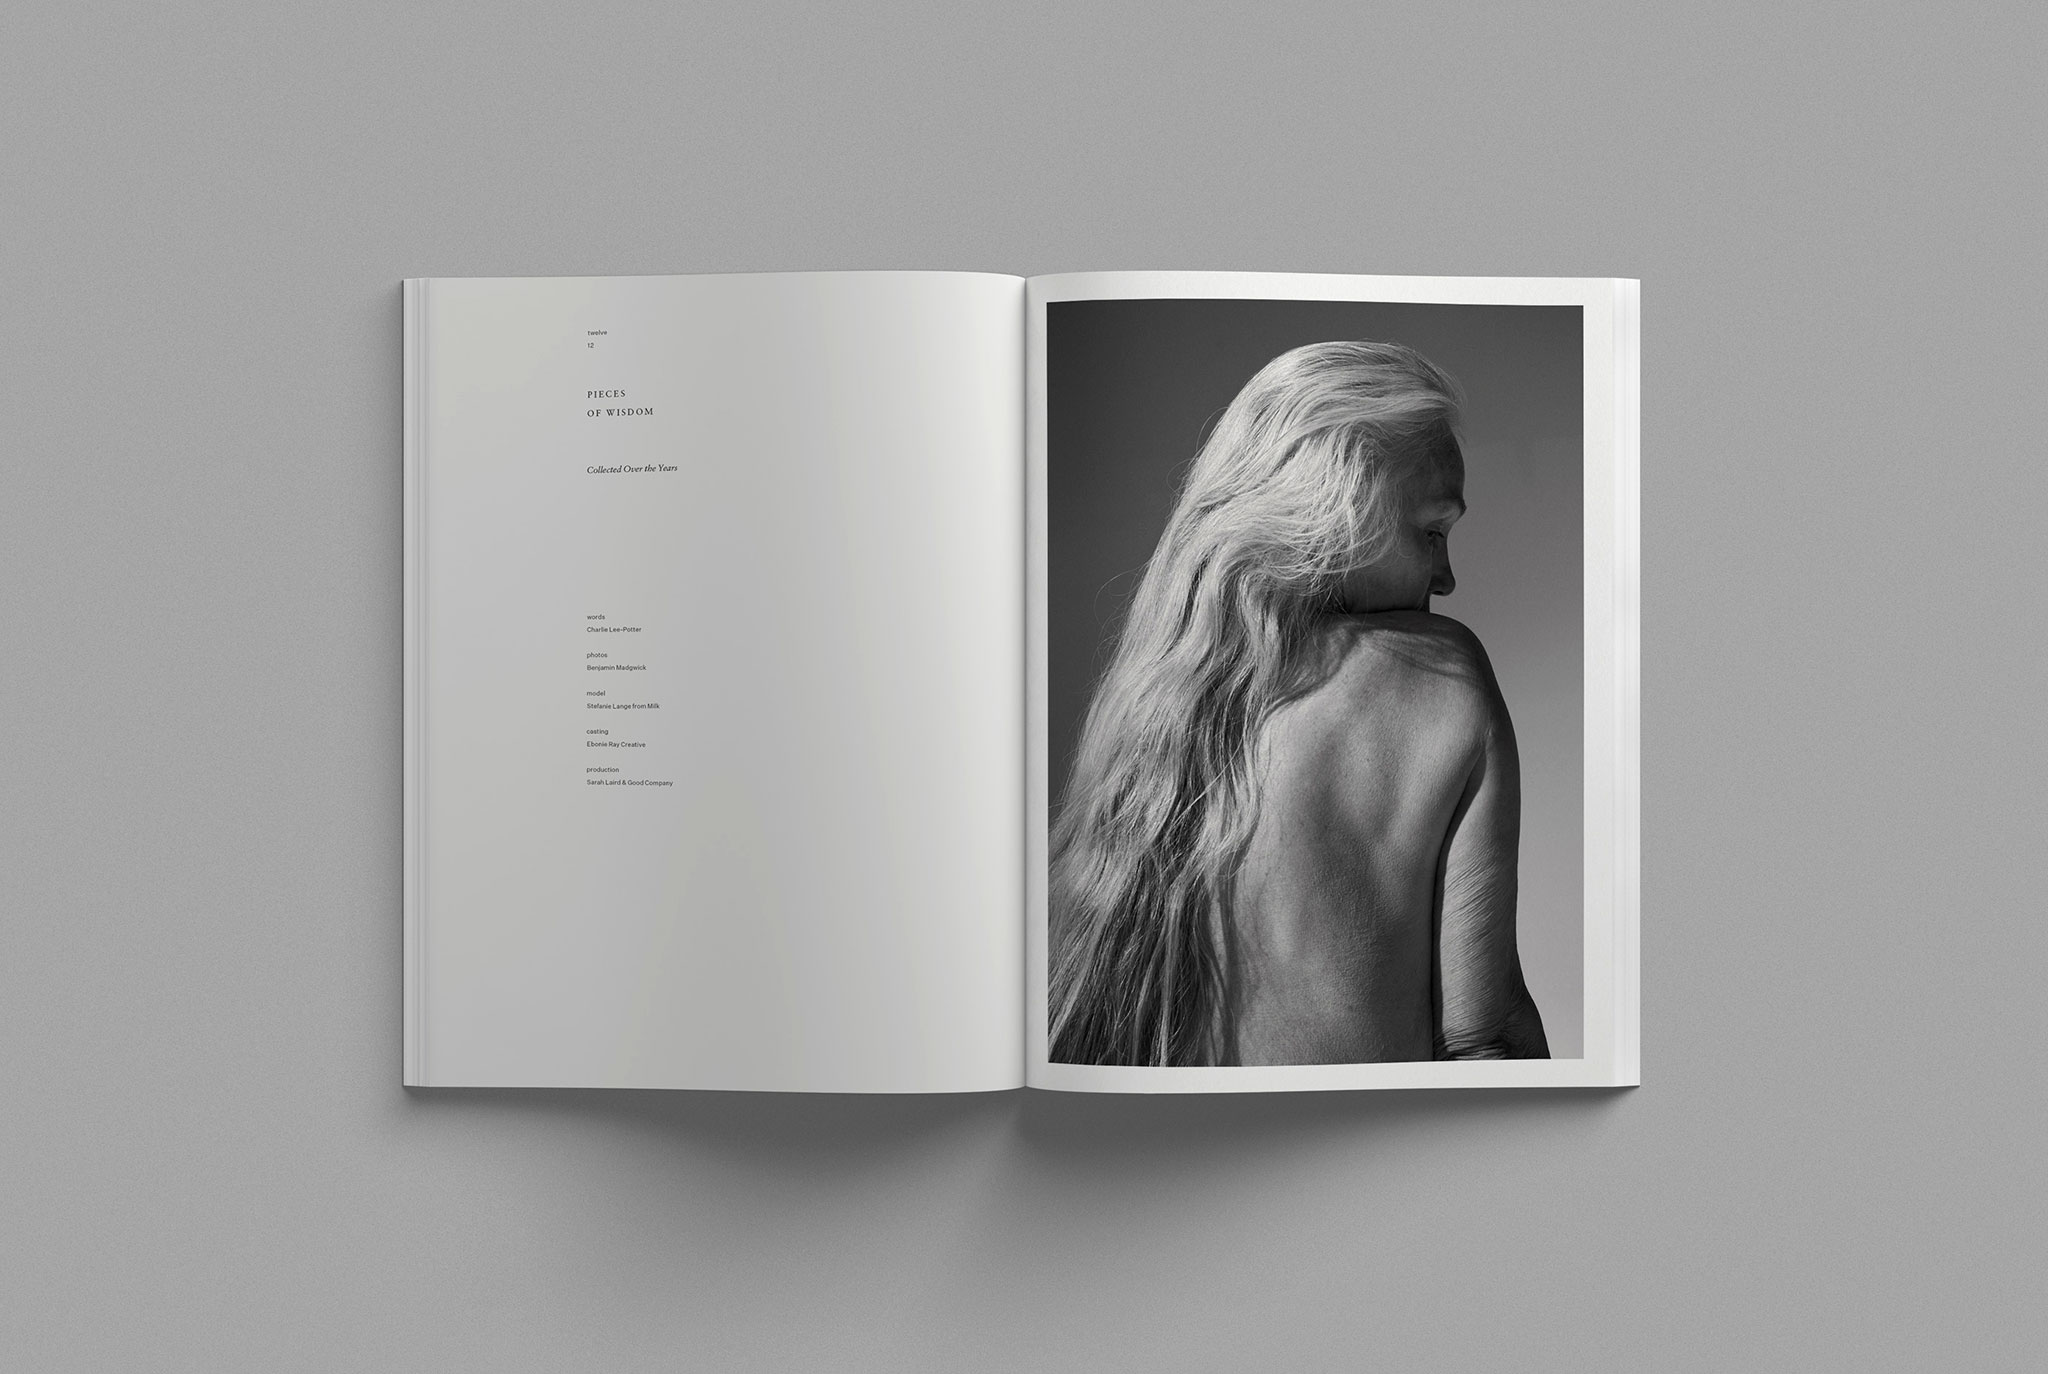 twelve
12
PIECES
OF WISDOM
Collected Over the Years
words
Charlie Lee-Potter
photos
Benjamin Madgwick
model
Stefanie Lange from Milk
casting
Ebonie Ray Creative
production
Sarah Laird & Good Company